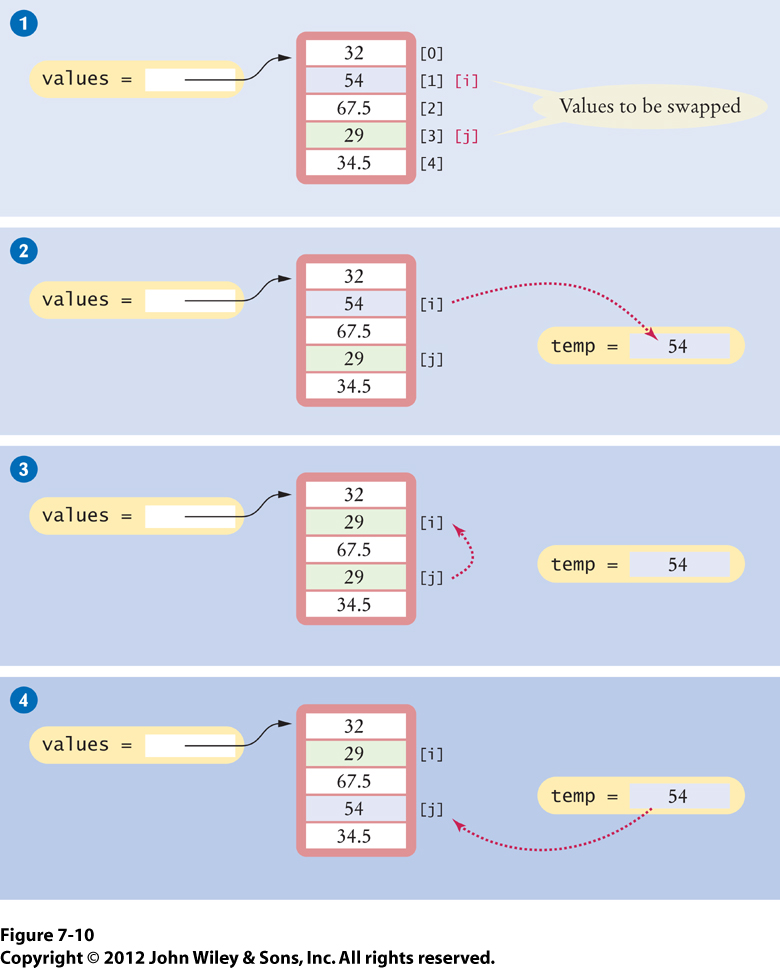 1
values =
32 [0]
54 [1] [i]
67.5 [2]
29 [3] [j]
34.5 [4]
Values to be swapped
2
values =
32
54 [i]
67.5
29 [j]
34.5
temp = 54
3
values =
32
29 [i]
67.5
29 [j]
34.5
temp = 54
4
values =
32
29 [i]
67.5
54 [j]
34.5
temp = 54
Figure 7-10
Copyright © 2012 John Wiley & Sons, Inc. All rights reserved.